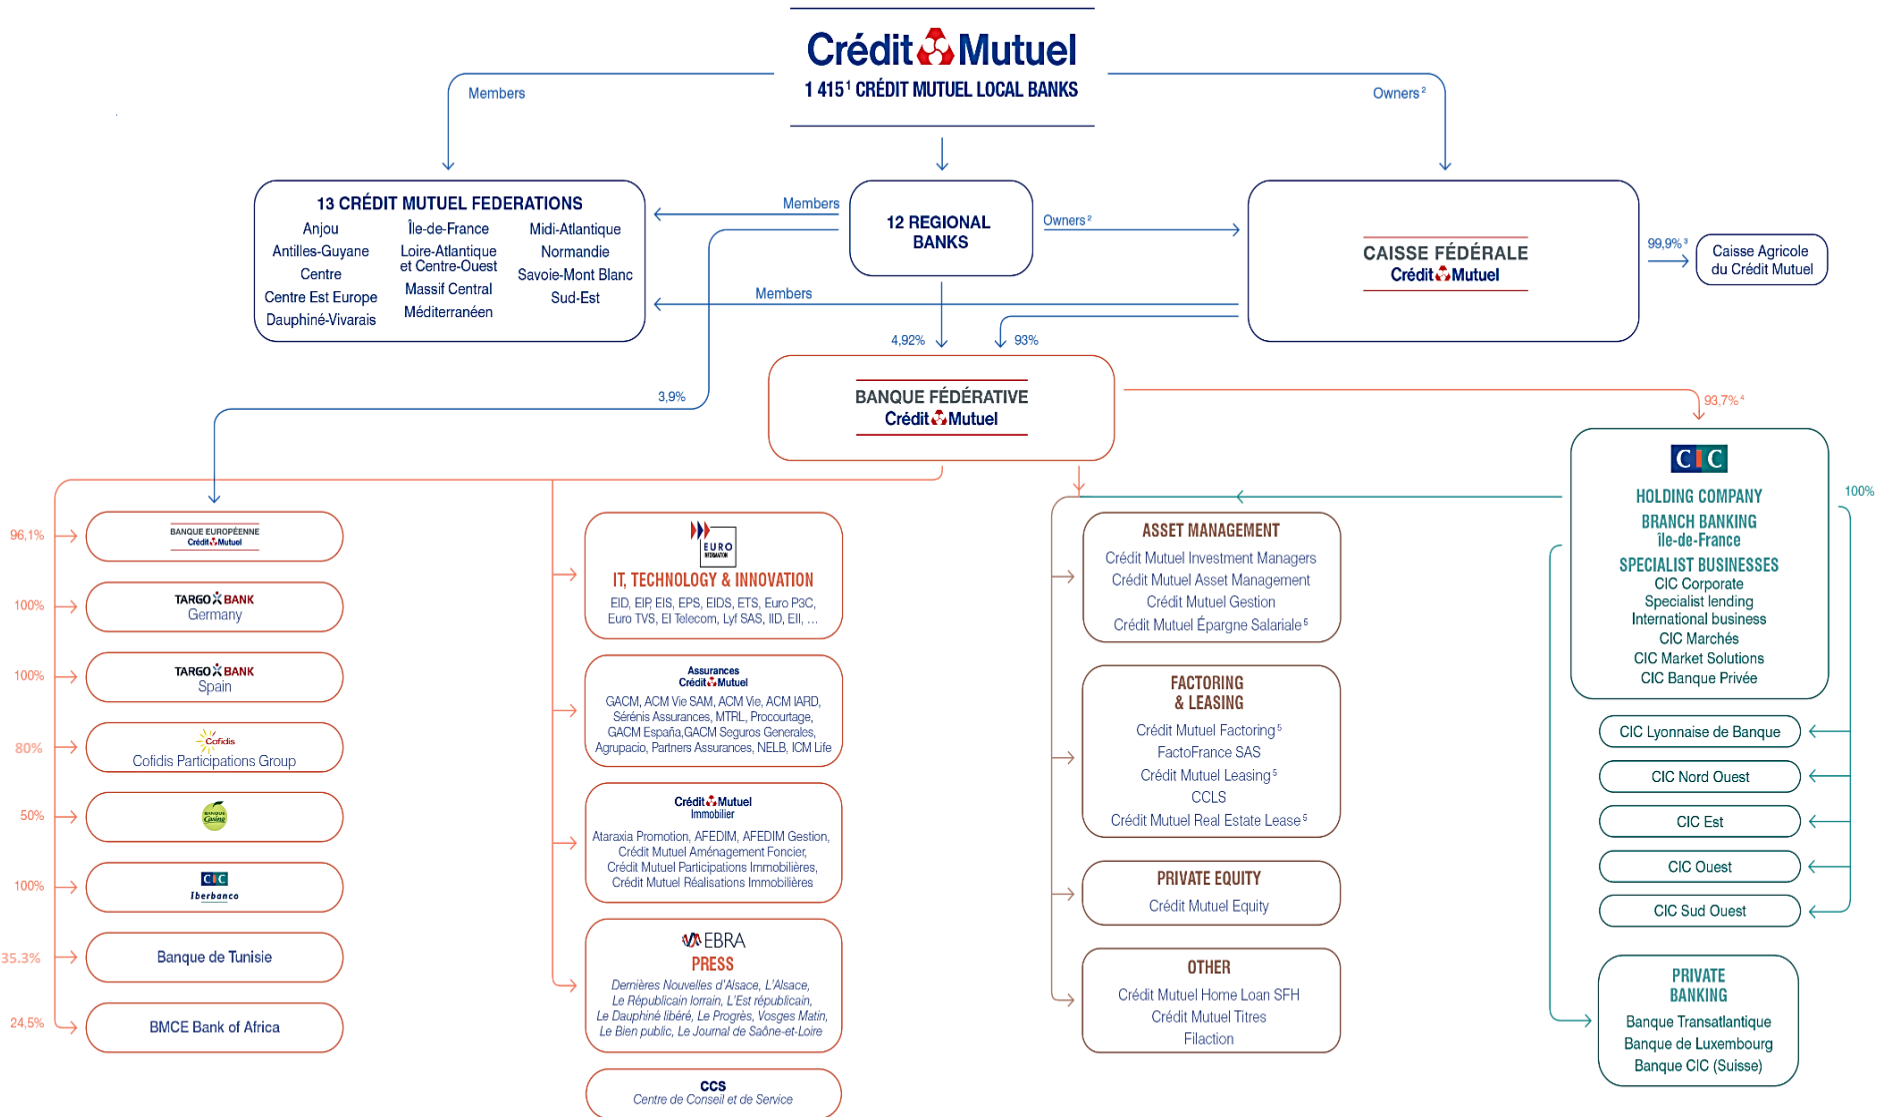 Crédit Mutuel
1 415¹ CRÉDIT MUTUEL LOCAL BANKS
Members
Owners²
13 CRÉDIT MUTUEL FEDERATIONS
Anjou
Antilles-Guyane
Centre
Centre Est Europe
Dauphiné-Vivarais
Île-de-France
Loire-Atlantique
et Centre-Ouest
Massif Central
Méditerranéen
Midi-Atlantique
Normandie
Savoie-Mont Blanc
Sud-Est
Members
12 REGIONAL
BANKS
Owners²
Members
CAISSE FÉDÉRALE
Crédit Mutuel
99,9%³
Caisse Agricole
du Crédit Mutuel
4,92%
93%
3,9%
BANQUE FÉDÉRATIVE
Crédit Mutuel
93,7%⁴
96,1%
BANQUE EUROPÉENNE
Crédit Mutuel
100%
TARGO BANK
Germany
100%
TARGO BANK
Spain
80%
Cofidis
Cofidis Participations Group
50%
BANQUE
Casino
100%
CIC
Iberbanco
35.3%
Banque de Tunisie
24,5%
BMCE Bank of Africa
EURO
INFORMATION
IT, TECHNOLOGY & INNOVATION
EID, EIP, EIS, EPS, EIDS, ETS, Euro P3C,
Euro TVS, EI Telecom, Lyf SAS, IID, EII, ...
Assurances
Crédit Mutuel
GACM, ACM Vie SAM, ACM Vie, ACM IARD,
Sérénis Assurances, MTRL, Procourtage,
GACM España,GACM Seguros Generales,
Agrupacio, Partners Assurances, NELB, ICM Life
Crédit Mutuel
Immobilier
Ataraxia Promotion, AFEDIM, AFEDIM Gestion,
Crédit Mutuel Aménagement Foncier,
Crédit Mutuel Participations Immobilières,
Crédit Mutuel Réalisations Immobilières
EBRA
PRESS
Dernières Nouvelles d'Alsace, L'Alsace,
Le Républicain lorrain, L'Est républicain,
Le Dauphiné libéré, Le Progrès, Vosges Matin,
Le Bien public, Le Journal de Saône-et-Loire
CCS
Centre de Conseil et de Service
ASSET MANAGEMENT
Crédit Mutuel Investment Managers
Crédit Mutuel Asset Management
Crédit Mutuel Gestion
Crédit Mutuel Épargne Salariale⁵
FACTORING
& LEASING
Crédit Mutuel Factoring⁵
FactoFrance SAS
Crédit Mutuel Leasing⁵
CCLS
Crédit Mutuel Real Estate Lease⁵
PRIVATE EQUITY
Crédit Mutuel Equity
OTHER
Crédit Mutuel Home Loan SFH
Crédit Mutuel Titres
Filaction
CIC
HOLDING COMPANY
BRANCH BANKING
île-de-France
SPECIALIST BUSINESSES
CIC Corporate
Specialist lending
International business
CIC Marchés
CIC Market Solutions
CIC Banque Privée
100%
CIC Lyonnaise de Banque
CIC Nord Ouest
CIC Est
CIC Ouest
CIC Sud Ouest
PRIVATE
BANKING
Banque Transatlantique
Banque de Luxembourg
Banque CIC (Suisse)